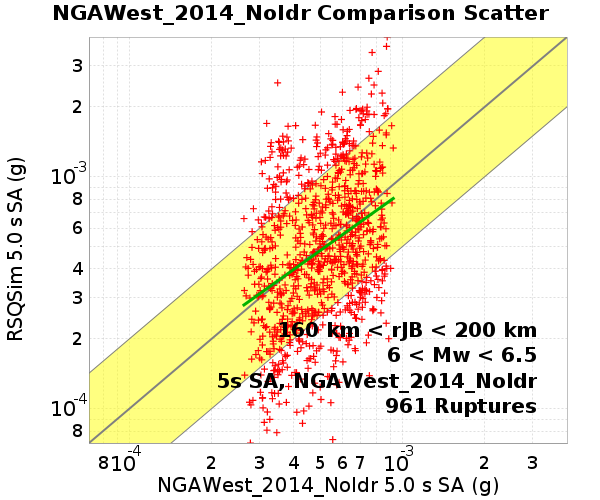 NGAWest_2014_NoIdr Comparison Scatter
RSQSim 5.0 s SA (g)
3
2
10-3
8
6
4
3
2
10-4
8
160 km < rJB < 200 km
6 < Mw < 6.5
5s SA, NGAWest_2014_NoIdr
961 Ruptures
8 10-4 2 3 4 5 6 7 10-3 2 3
NGAWest_2014_NoIdr 5.0 s SA (g)